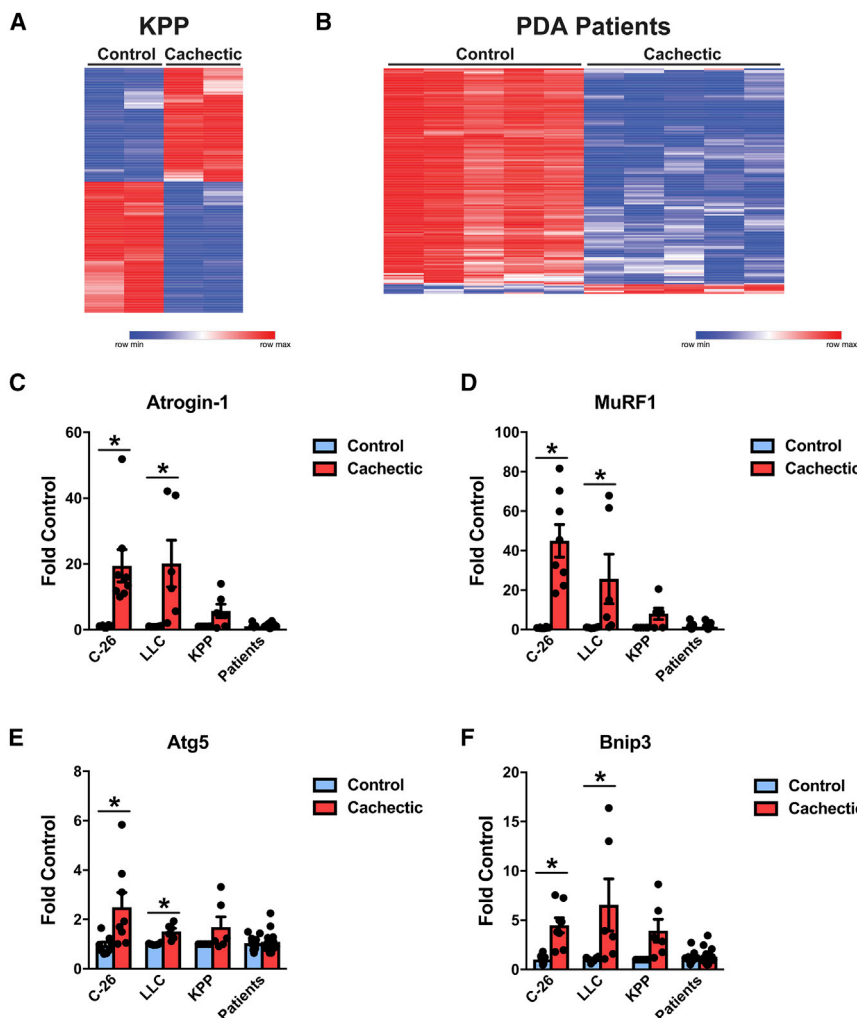 A
KPP
Control Cachectic
row min row max
B
PDA Patients
Control Cachectic
row min row max
C
Atrogin-1
Fold Control
60
40
20
0
* *
C-26 LLC KPP Patients
Control
Cachectic
D
MuRF1
Fold Control
100
80
60
40
20
0
* *
C-26 LLC KPP Patients
Control
Cachectic
E
Atg5
Fold Control
8
6
4
2
0
* *
C-26 LLC KPP Patients
Control
Cachectic
F
Bnip3
Fold Control
20
15
10
5
0
* *
C-26 LLC KPP Patients
Control
Cachectic